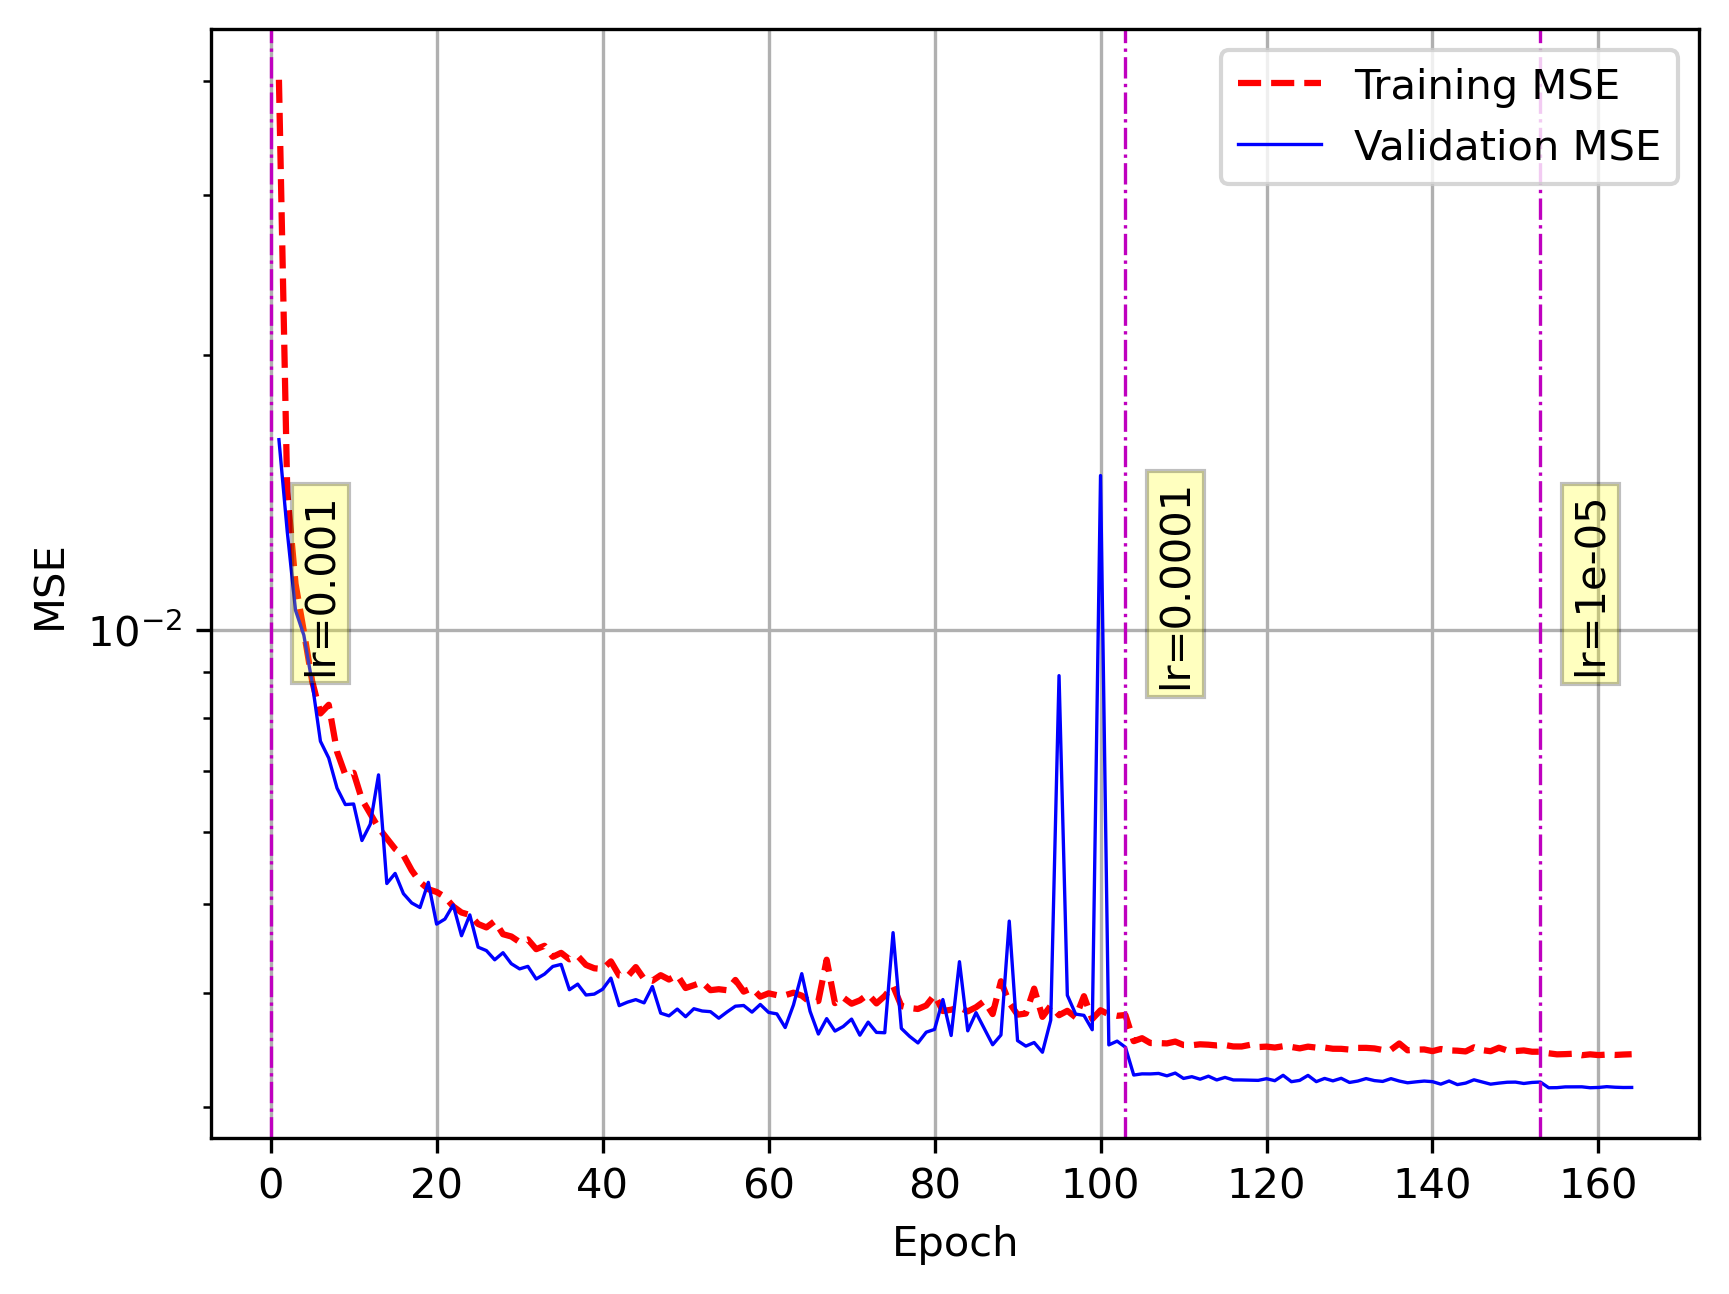 Training MSE
Validation MSE
MSE
10⁻²
lr=0.001
lr=0.0001
lr=1e-05
0 20 40 60 80 100 120 140 160
Epoch